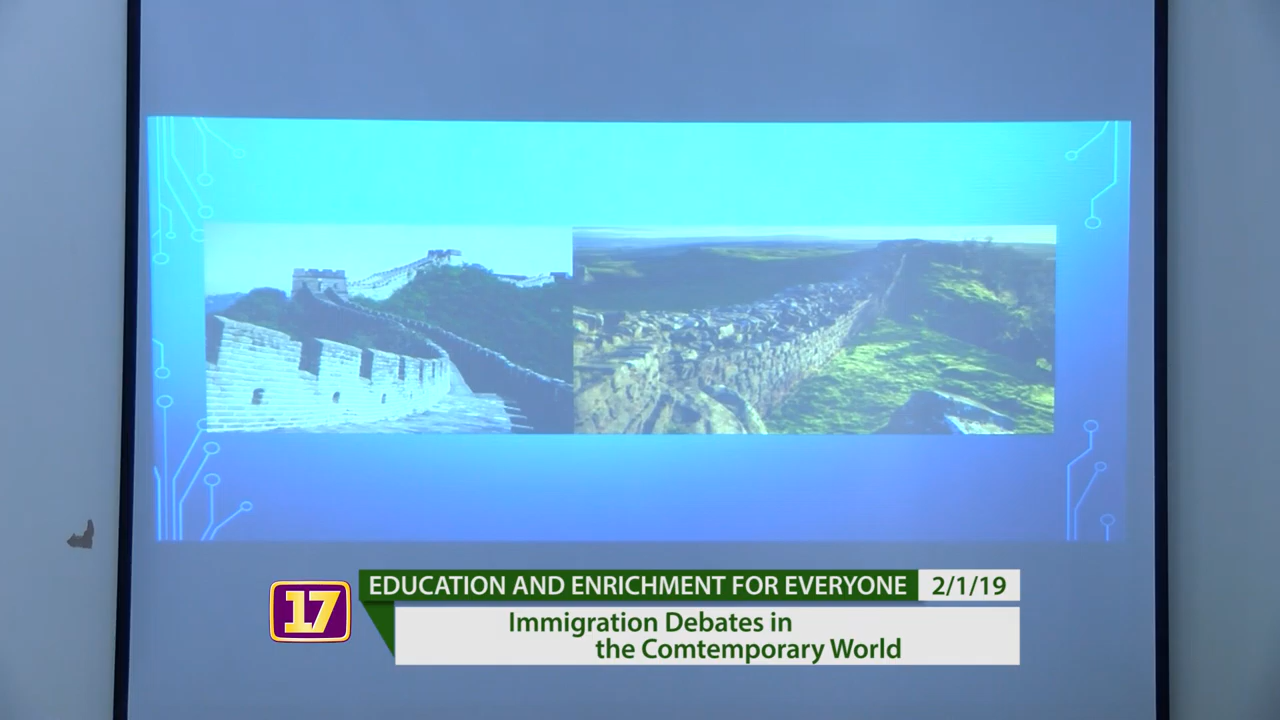 17
EDUCATION AND ENRICHMENT FOR EVERYONE 2/1/19
Immigration Debates in
the Comtemporary World